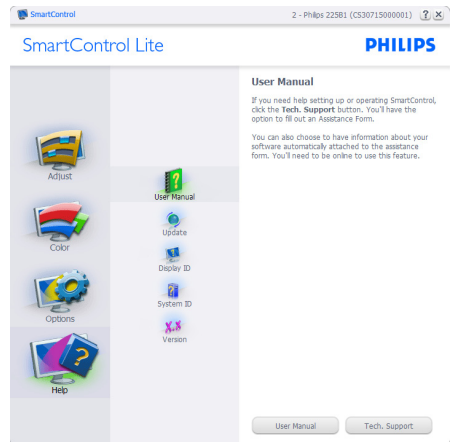 SmartControl
2 - Philips 225B1 (CS30715000001)
?
SmartControl Lite
PHILIPS
Adjust
Color
Options
Help
User Manual
Update
Display ID
System ID
X.X
Version
User Manual
If you need help setting up or operating SmartControl,
click the Tech. Support button. You'll have the
option to fill out an Assistance Form.
You can also choose to have information about your
software automatically attached to the assistance
form. You'll need to be online to use this feature.
User Manual
Tech. Support